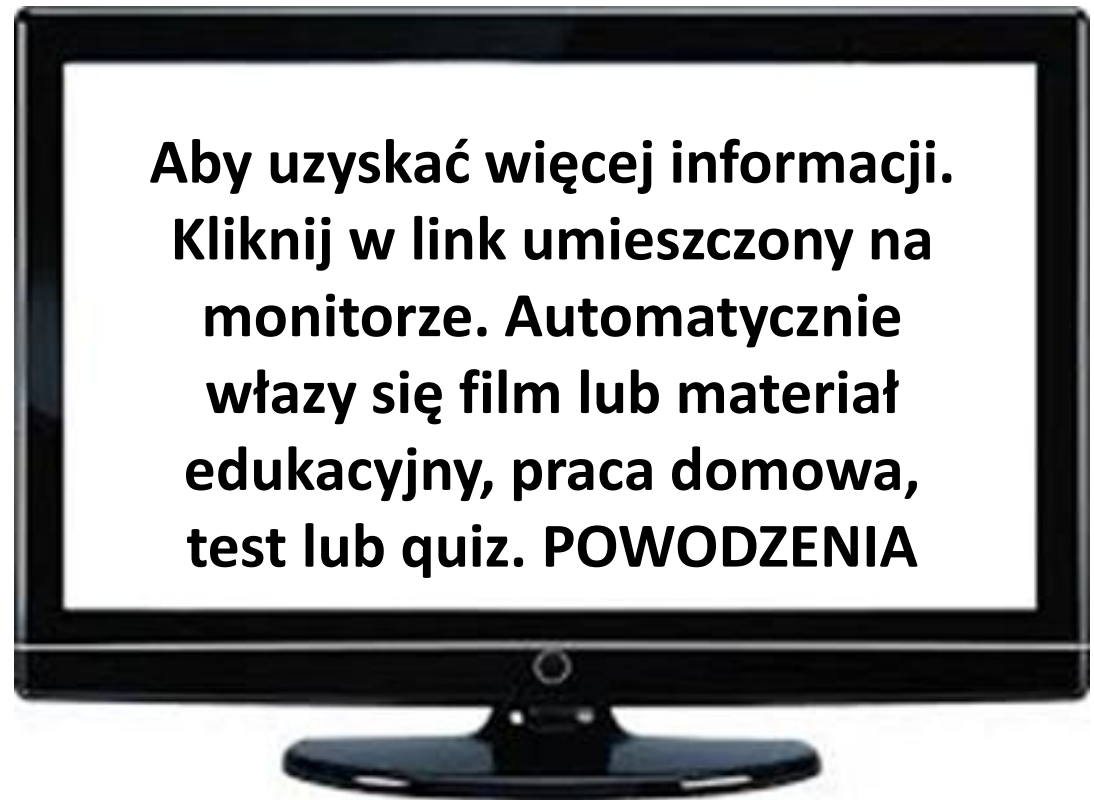 Aby uzyskać więcej informacji.
Kliknij w link umieszczony na
monitorze. Automatycznie
włazy się film lub materiał
edukacyjny, praca domowa,
test lub quiz. POWODZENIA